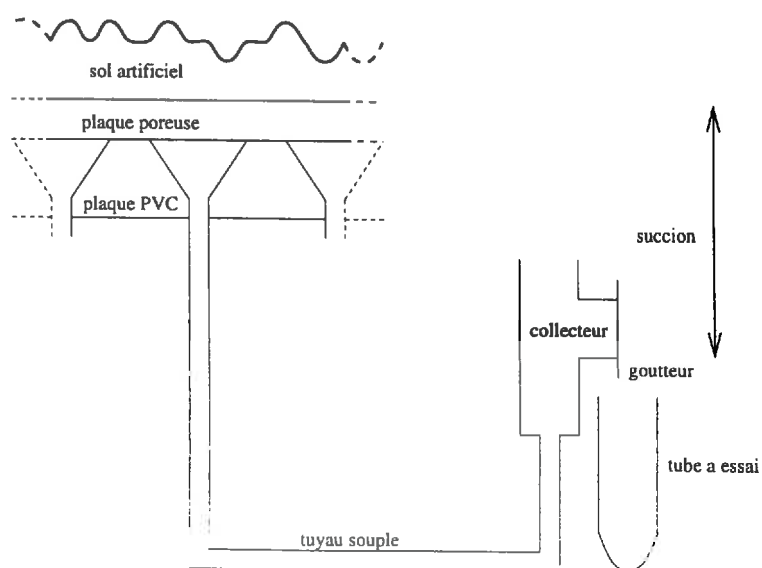 sol artificiel
plaque poreuse
plaque PVC
succion
collecteur
goutteur
tube a essai
tuyau souple